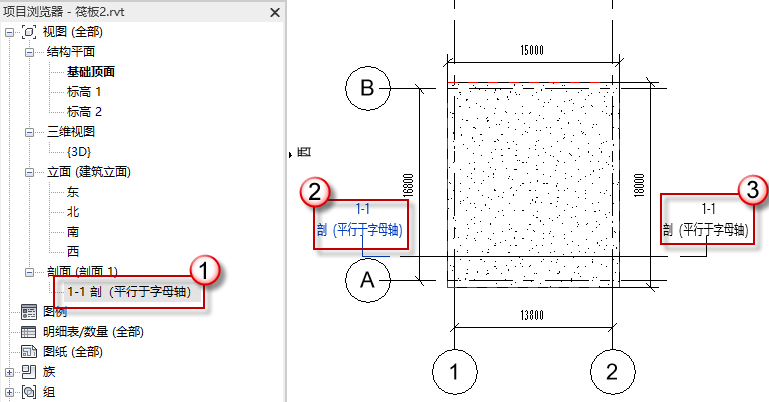 项目浏览器 - 筏板2.rvt
视图 (全部)
结构平面
基础顶面
标高 1
标高 2
三维视图
{3D}
立面 (建筑立面)
东
北
南
西
剖面 (剖面 1)
1-1 剖（平行于字母轴）
1
图例
明细表/数量 (全部)
图纸 (全部)
族
组
15000
B
西
16800
18000
2
1-1
剖（平行于字母轴）
3
1-1
剖（平行于字母轴）
A
13800
1
2